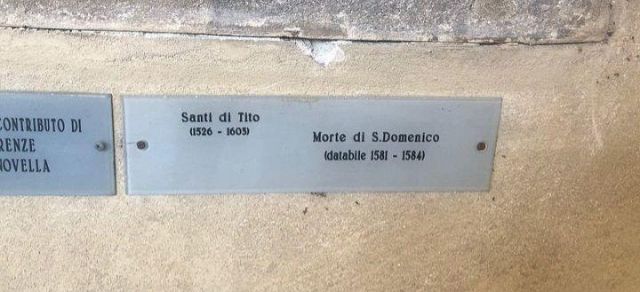 CONTRIBUTO DI
RENZE
NOVELLA
Santi di Tito
(1526 - 1603)
Morte di S.Domenico
(databile 1581 - 1584)